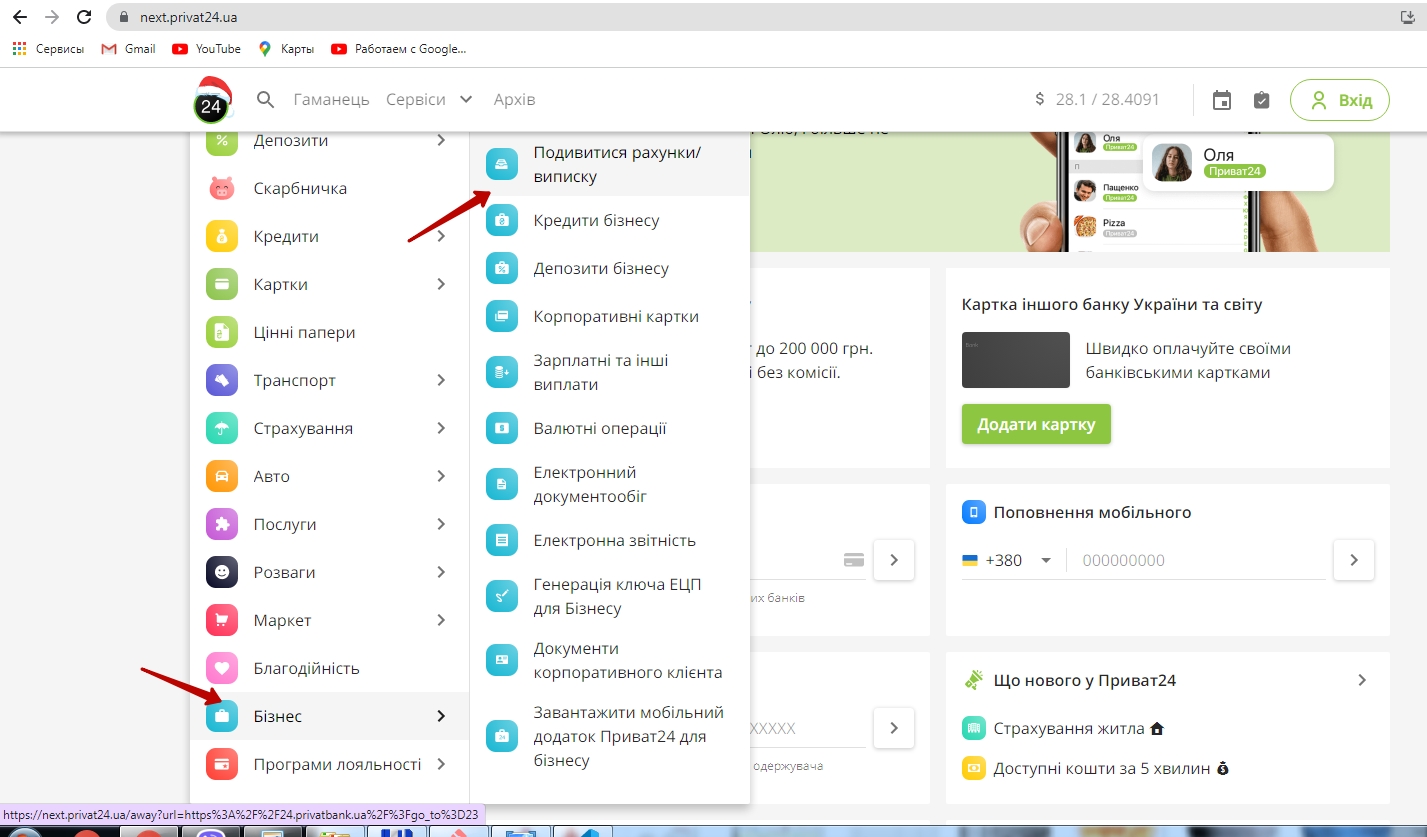 next.privat24.ua
Сервисы
Gmail
YouTube
Карты
Работаем с Google...
24
Гаманець
Сервіси
Архів
$ 28.1 / 28.4091
Вхід
Депозити
Скарбничка
Кредити
Картки
Цінні папери
Транспорт
Страхування
Авто
Послуги
Розваги
Маркет
Благодійність
Бізнес
Програми лояльності
Подивитися рахунки/
виписку
Кредити бізнесу
Депозити бізнесу
Корпоративні картки
Зарплатні та інші
виплати
Валютні операції
Електронний
документообіг
Електронна звітність
Генерація ключа ЕЦП
для Бізнесу
Документи
корпоративного клієнта
Завантажити мобільний
додаток Приват24 для
бізнесу
до 200 000 грн.
і без комісії.
их банків
XXXXX
одержувача
Оля
Приват24
Пащенко
Приват24
Pizza
Приват24
Оля
Приват24
Картка іншого банку України та світу
Швидко оплачуйте своїми
банківськими картками
Додати картку
Поповнення мобільного
+380
000000000
Що нового у Приват24
Страхування житла
Доступні кошти за 5 хвилин
https://next.privat24.ua/away?url=https%3A%2F%2F24.privatbank.ua%2F%3Fgo_to%3D23